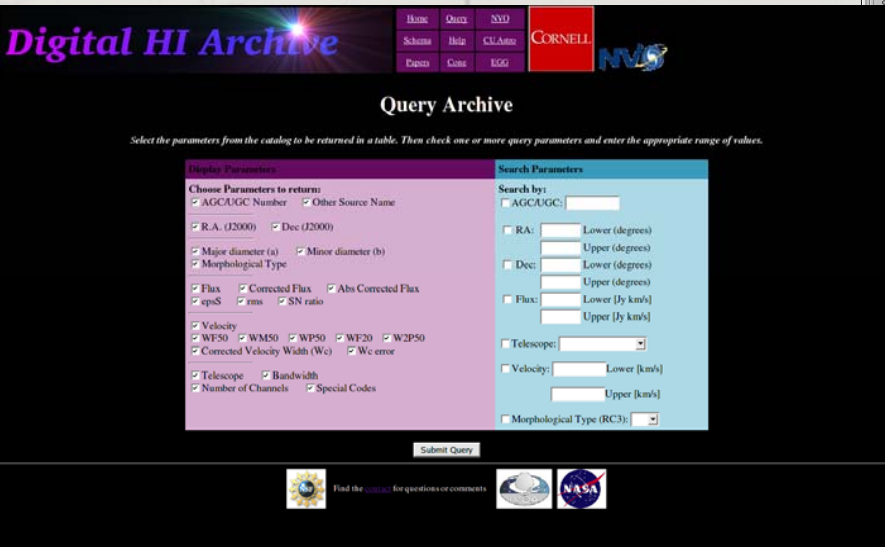 Digital HI Archive
Home Query NVO
Schema Help CU Astro
Papers Cone EGG
CORNELL
NVO
Query Archive
Select the parameters from the catalog to be returned in a table. Then check one or more query parameters and enter the appropriate range of values.
Display Parameters
Choose Parameters to return:
AGC/UGC Number Other Source Name
R.A. (J2000) Dec (J2000)
Major diameter (a) Minor diameter (b)
Morphological Type
Flux Corrected Flux Abs Corrected Flux
epsS rms SN ratio
Velocity
WF50 WM50 WP50 WF20 W2P50
Corrected Velocity Width (Wc) Wc error
Telescope Bandwidth
Number of Channels Special Codes
Search Parameters
Search by:
AGC/UGC:
RA: Lower (degrees)
Upper (degrees)
Dec: Lower (degrees)
Upper (degrees)
Flux: Lower [Jy km/s]
Upper [Jy km/s]
Telescope:
Velocity: Lower [km/s]
Upper [km/s]
Morphological Type (RC3):
Submit Query
NSF
Find the contact for questions or comments
NASA